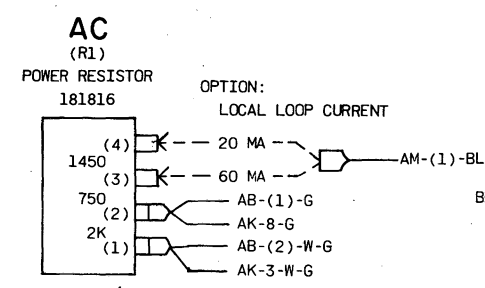 AC
(R1)
POWER RESISTOR
181816
OPTION:
LOCAL LOOP CURRENT
(4)
20 MA
1450
AM-(1)-BL
(3)
60 MA
750
AB-(1)-G
B
(2)
AK-8-G
2K
AB-(2)-W-G
(1)
AK-3-W-G